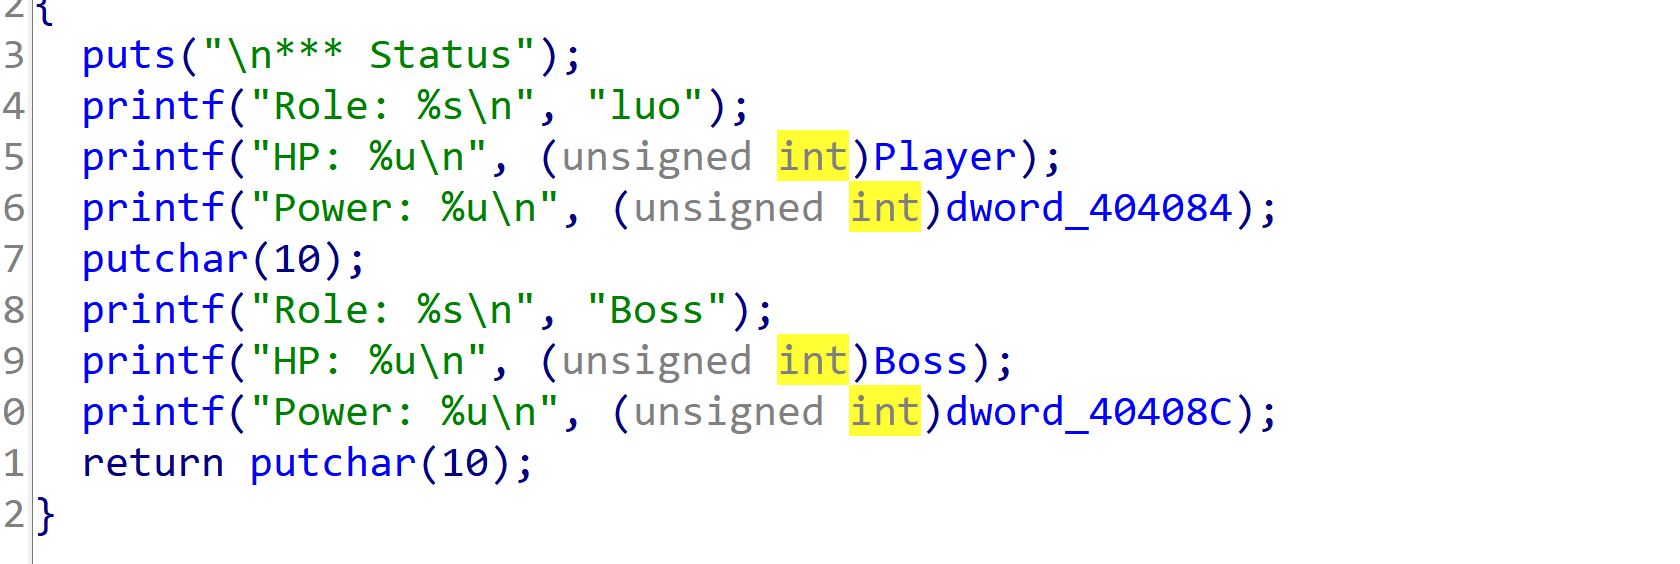 2 {
3 puts("\n*** Status");
4 printf("Role: %s\n", "luo");
5 printf("HP: %u\n", (unsigned int)Player);
6 printf("Power: %u\n", (unsigned int)dword_404084);
7 putchar(10);
8 printf("Role: %s\n", "Boss");
9 printf("HP: %u\n", (unsigned int)Boss);
0 printf("Power: %u\n", (unsigned int)dword_40408C);
1 return putchar(10);
2 }